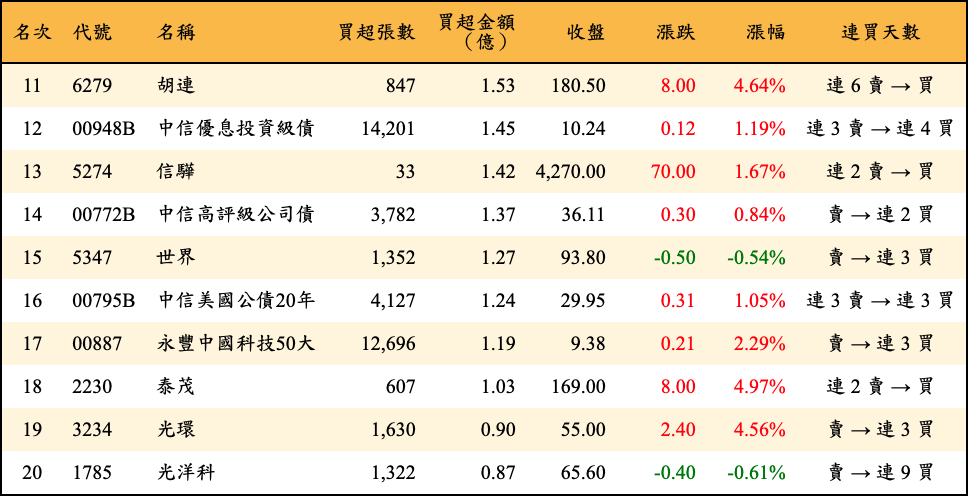 名次 代號 名稱 買超張數 買超金額（億） 收盤 漲跌 漲幅 連買天數
11 6279 胡連 847 1.53 180.50 8.00 4.64% 連 6 賣 → 買
12 00948B 中信優息投資級債 14,201 1.45 10.24 0.12 1.19% 連 3 賣 → 連 4 買
13 5274 信驊 33 1.42 4,270.00 70.00 1.67% 連 2 賣 → 買
14 00772B 中信高評級公司債 3,782 1.37 36.11 0.30 0.84% 賣 → 連 2 買
15 5347 世界 1,352 1.27 93.80 -0.50 -0.54% 賣 → 連 3 買
16 00795B 中信美國公債20年 4,127 1.24 29.95 0.31 1.05% 連 3 賣 → 連 3 買
17 00887 永豐中國科技50大 12,696 1.19 9.38 0.21 2.29% 賣 → 連 3 買
18 2230 泰茂 607 1.03 169.00 8.00 4.97% 連 2 賣 → 買
19 3234 光環 1,630 0.90 55.00 2.40 4.56% 賣 → 連 3 買
20 1785 光洋科 1,322 0.87 65.60 -0.40 -0.61% 賣 → 連 9 買